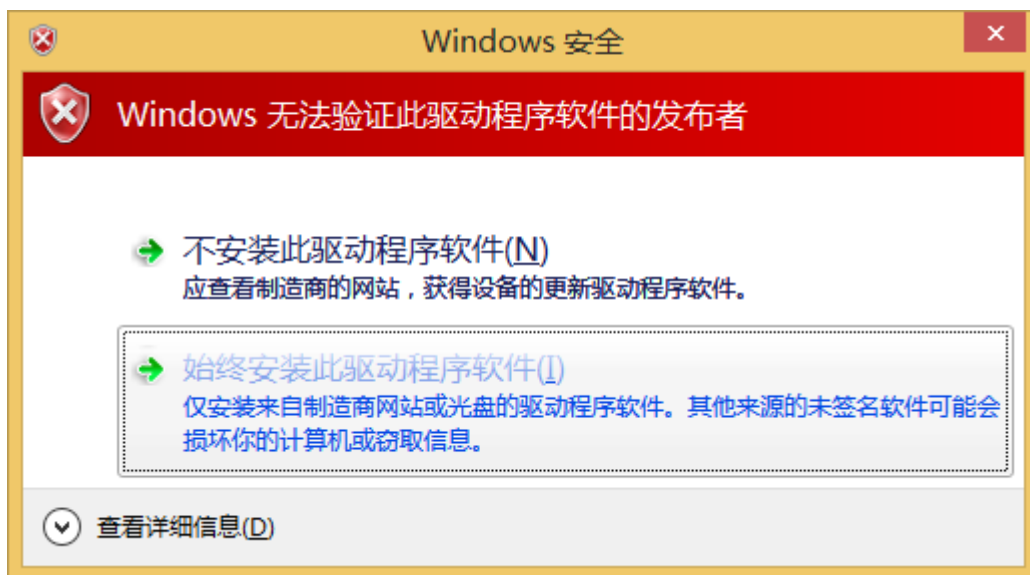 Windows 安全
Windows 无法验证此驱动程序软件的发布者
不安装此驱动程序软件(N)
应查看制造商的网站，获得设备的更新驱动程序软件。
始终安装此驱动程序软件(I)
仅安装来自制造商网站或光盘的驱动程序软件。其他来源的未签名软件可能会
损坏你的计算机或窃取信息。
查看详细信息(D)